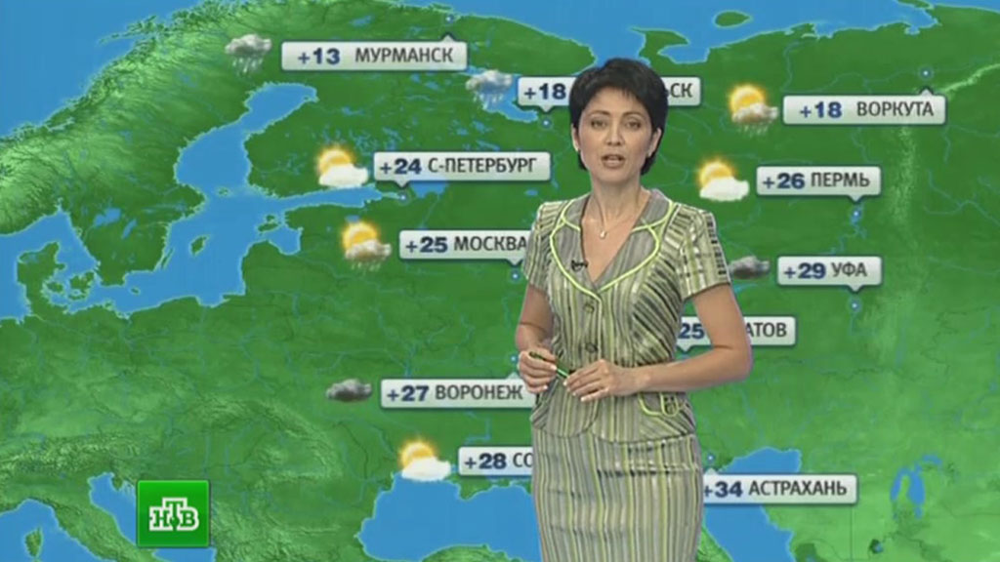 +13 МУРМАНСК
+18 СК
+18 ВОРКУТА
+24 С-ПЕТЕРБУРГ
+26 ПЕРМЬ
+25 МОСКВА
+29 УФА
25 АТОВ
+27 ВОРОНЕЖ
+28 СО
+34 АСТРАХАНЬ
НТВ